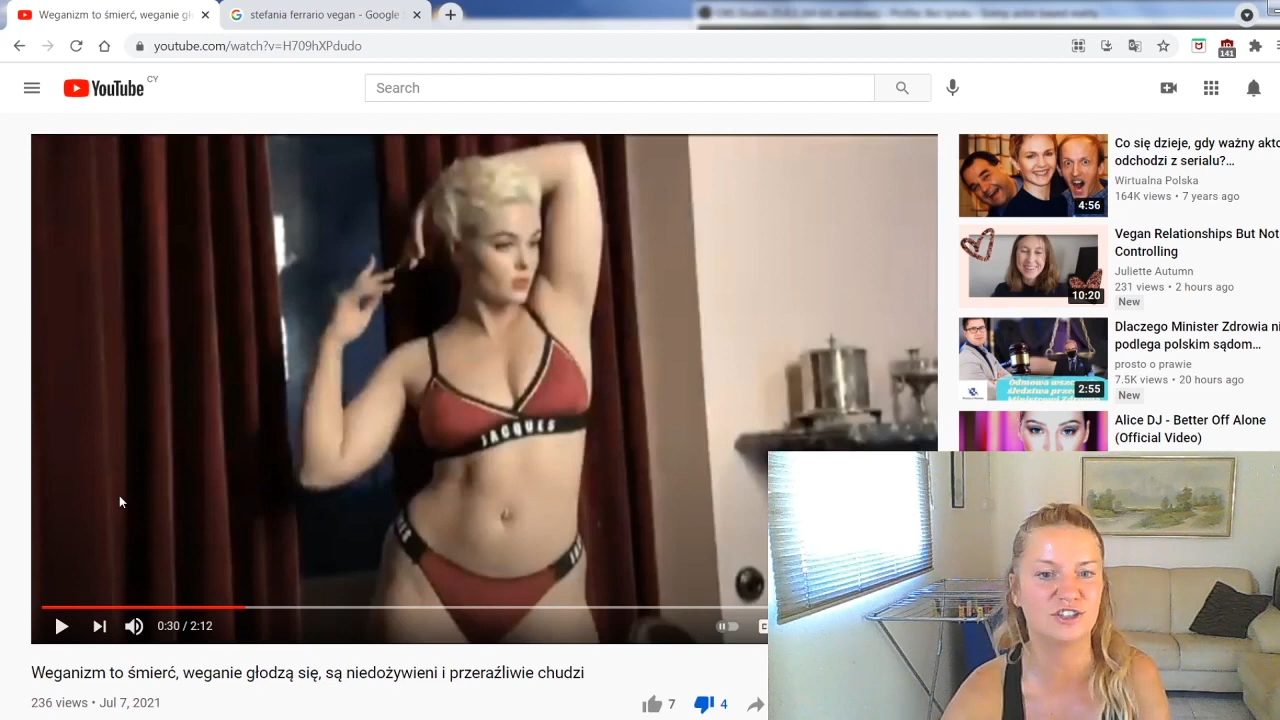 Weganizm to śmierć, weganie gł
stefania ferrario vegan - Google
youtube.com/watch?v=H709hXPdudo
141
YouTube CY
Search
JACQUES
0:30 / 2:12
Weganizm to śmierć, weganie głodzą się, są niedożywieni i przeraźliwie chudzi
236 views • Jul 7, 2021
7
4
4:56
Co się dzieje, gdy ważny akto
odchodzi z serialu?...
Wirtualna Polska
164K views • 7 years ago
10:20
Vegan Relationships But Not
Controlling
Juliette Autumn
231 views • 2 hours ago
New
2:55
Dlaczego Minister Zdrowia n
podlega polskim sądom...
prosto o prawie
7.5K views • 20 hours ago
New
Alice DJ - Better Off Alone
(Official Video)